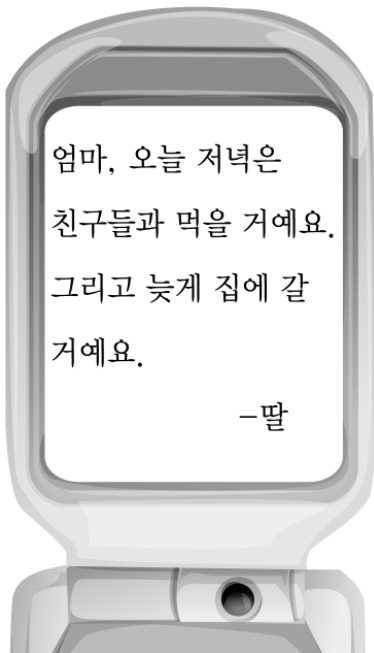 엄마, 오늘 저녁은
친구들과 먹을 거예요.
그리고 늦게 집에 갈
거예요.
-딸